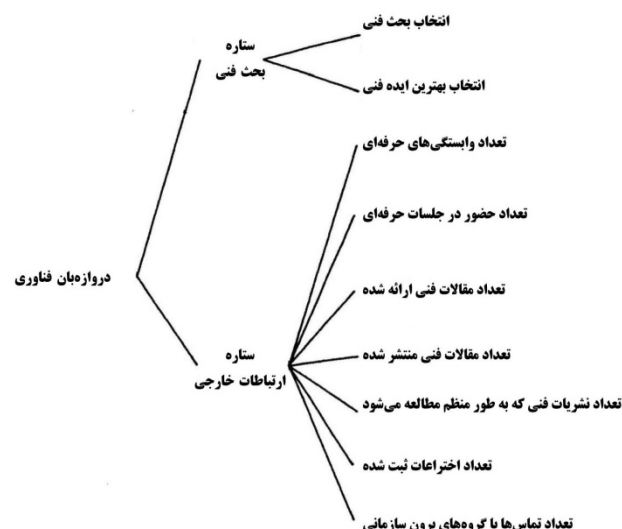 انتخاب بحث فنی
ستاره
بحث فنی
انتخاب بهترین ایده فنی
تعداد وابستگی‌های حرفه‌ای
تعداد حضور در جلسات حرفه‌ای
دروازه‌بان فناوری
تعداد مقالات فنی ارائه شده
ستاره
ارتباطات خارجی
تعداد مقالات فنی منتشر شده
تعداد نشریات فنی که به طور منظم مطالعه می‌شود
تعداد اختراعات ثبت شده
تعداد تماس‌ها با گروه‌های برون سازمانی